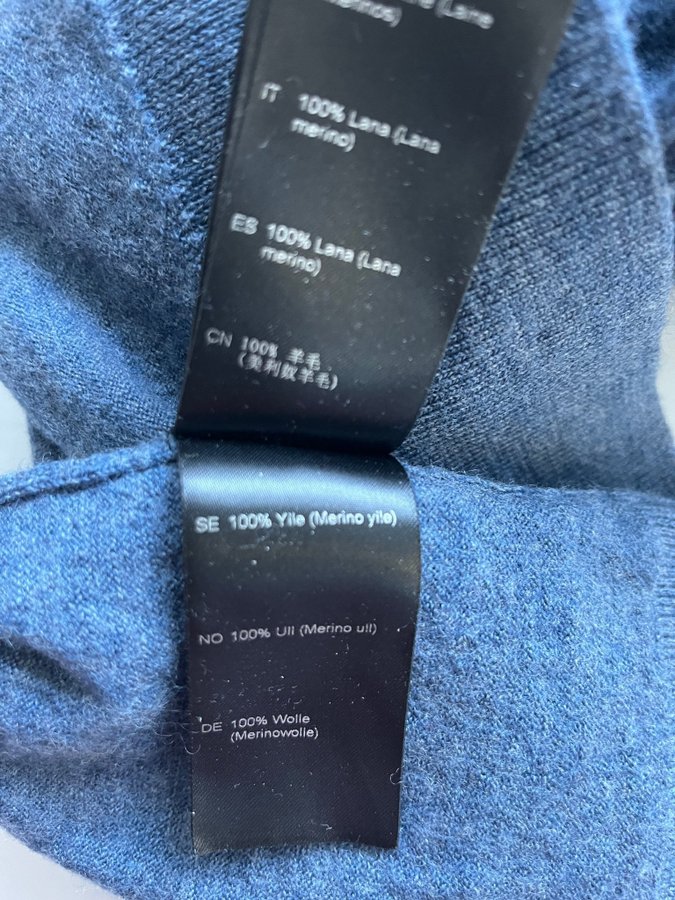 (Laine
IT 100% Lana (Lana
merino)
ES 100% Lana (Lana
merino)
CN 100% 羊毛
(美利奴羊毛)
SE 100% Ylle (Merino ylle)
NO 100% Ull (Merino ull)
DE 100% Wolle
(Merinowolle)